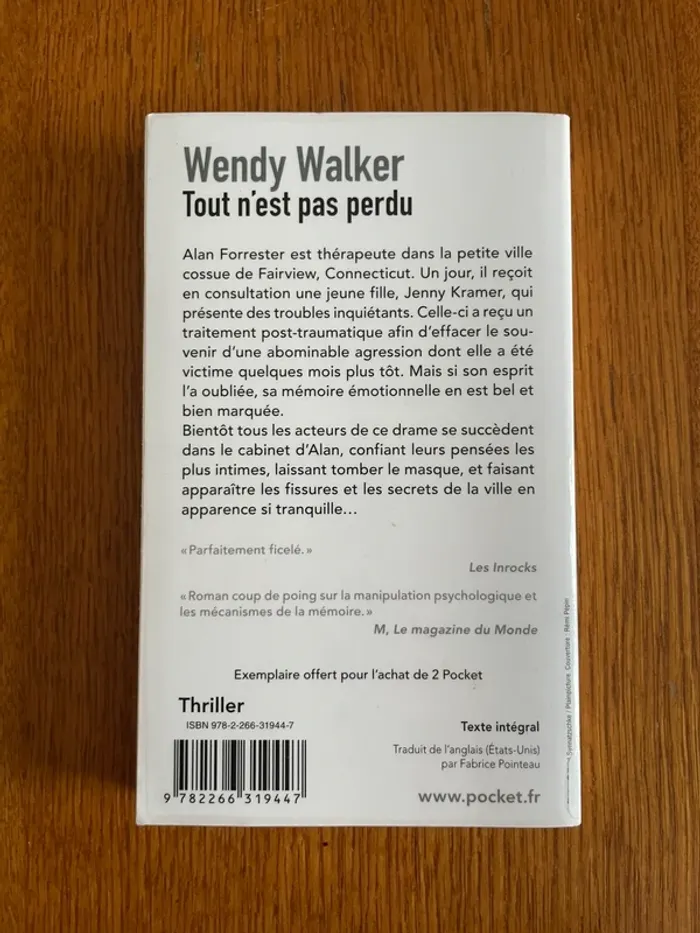 Wendy Walker
Tout n'est pas perdu
Alan Forrester est thérapeute dans la petite ville
cossue de Fairview, Connecticut. Un jour, il reçoit
en consultation une jeune fille, Jenny Kramer, qui
présente des troubles inquiétants. Celle-ci a reçu un
traitement post-traumatique afin d'effacer le sou-
venir d'une abominable agression dont elle a été
victime quelques mois plus tôt. Mais si son esprit
l'a oubliée, sa mémoire émotionnelle en est bel et
bien marquée.
Bientôt tous les acteurs de ce drame se succèdent
dans le cabinet d'Alan, confiant leurs pensées les
plus intimes, laissant tomber le masque, et faisant
apparaître les fissures et les secrets de la ville en
apparence si tranquille…
« Parfaitement ficelé. »
Les Inrocks
« Roman coup de poing sur la manipulation psychologique et
les mécanismes de la mémoire. »
M, Le magazine du Monde
Exemplaire offert pour l'achat de 2 Pocket
Thriller
ISBN 978-2-266-31944-7
9 782266 319447
Texte intégral
Traduit de l'anglais (États-Unis)
par Fabrice Pointeau
www.pocket.fr
/ Plainpicture. Couverture : Rémi Pépin